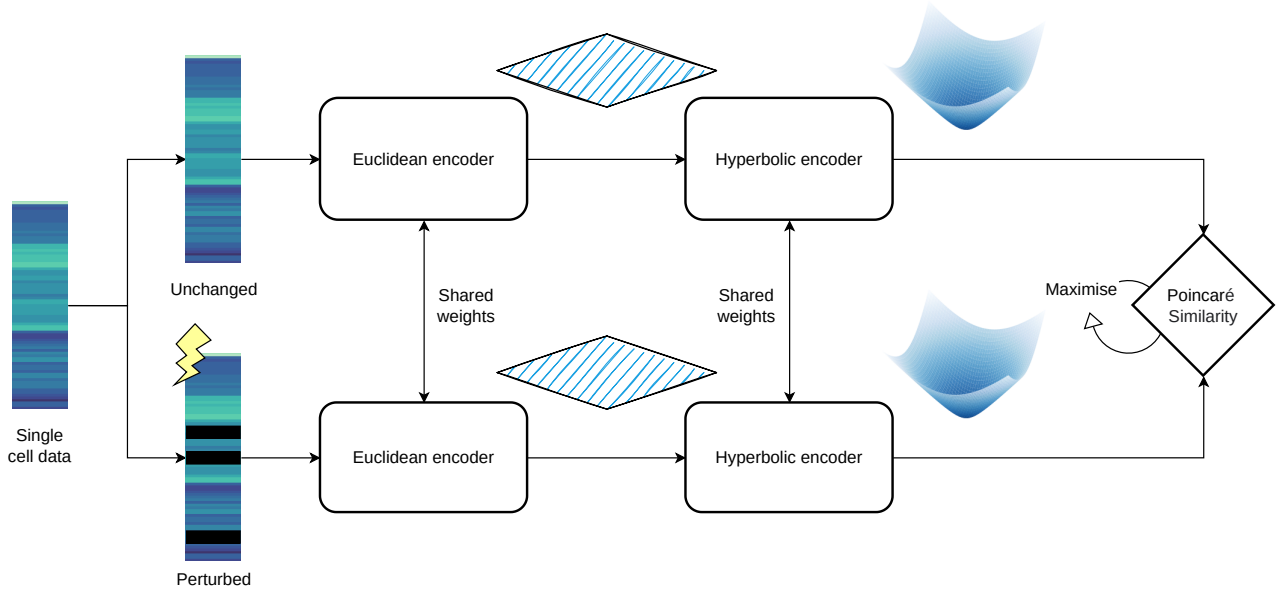 Euclidean encoder
Hyperbolic encoder
Unchanged
Shared
weights
Shared
weights
Maximise
Poincaré
Similarity
Single
cell data
Euclidean encoder
Hyperbolic encoder
Perturbed